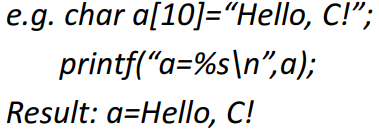 e.g. char a[10]=“Hello, C!”;
printf(“a=%s\n”,a);
Result: a=Hello, C!